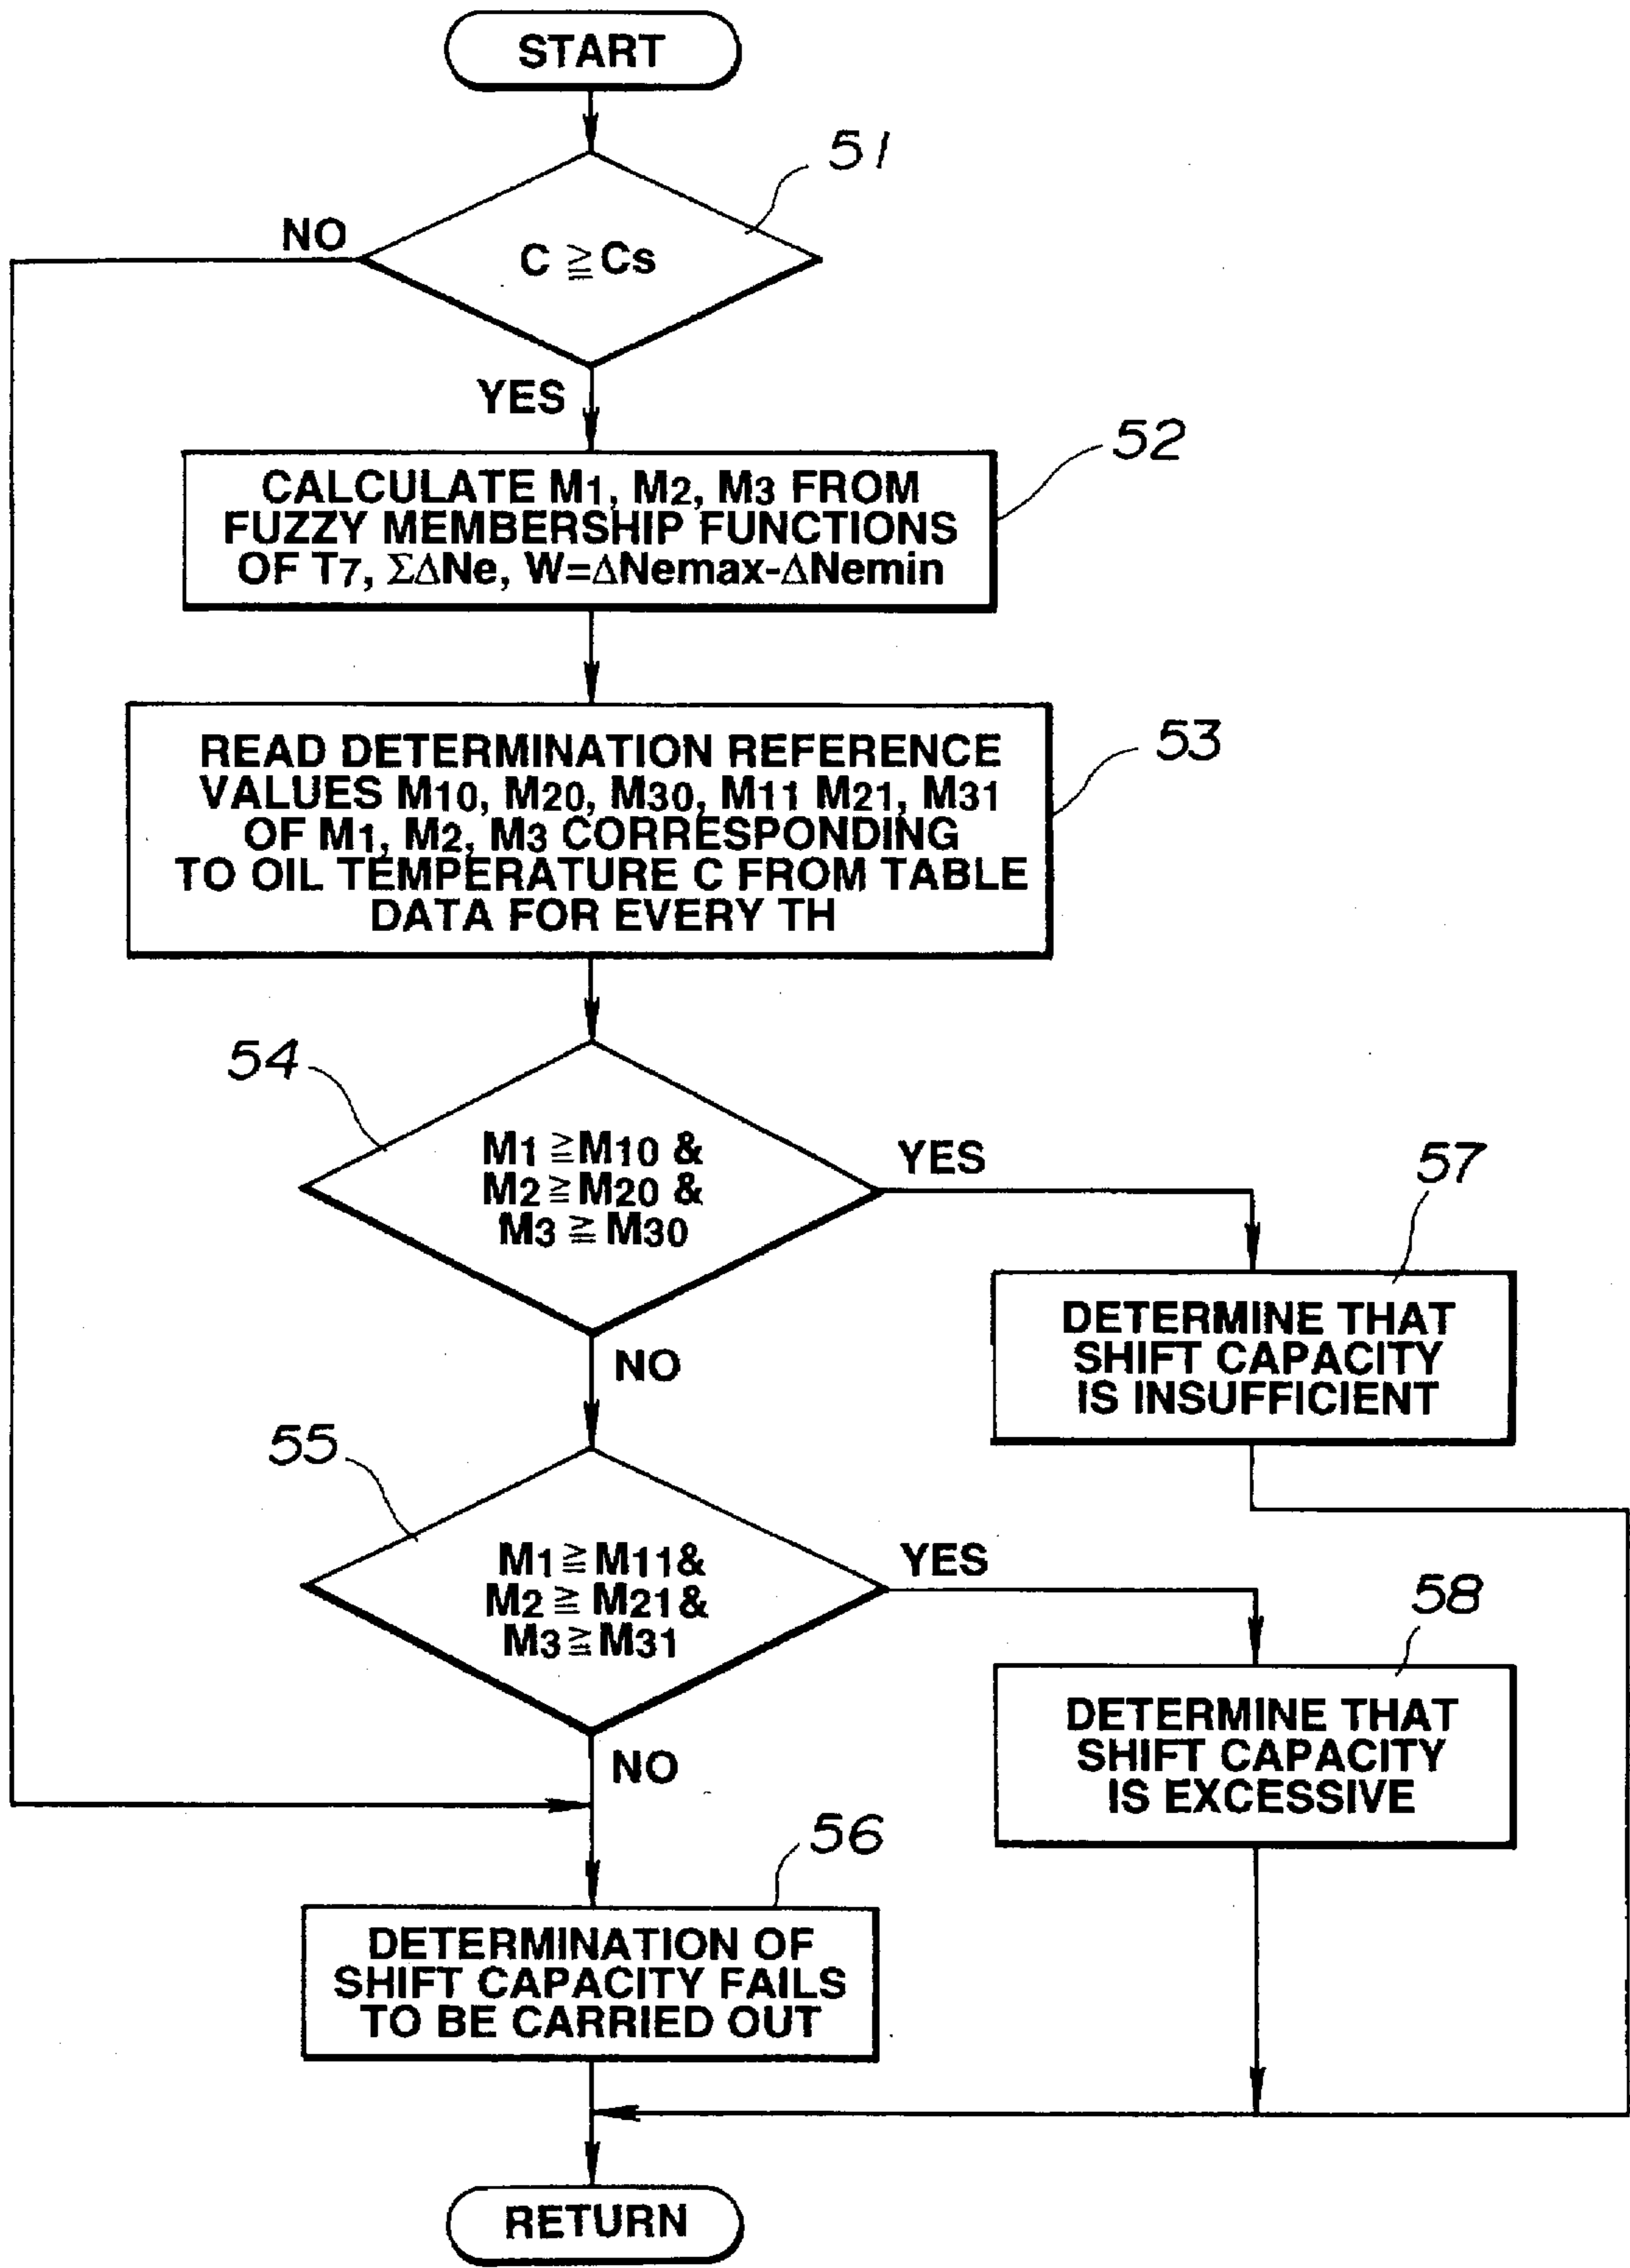 START
51
NO
C ≧ Cs
YES
52
CALCULATE M1, M2, M3 FROM
FUZZY MEMBERSHIP FUNCTIONS
OF T7, ΣΔNe, W=ΔNemax-ΔNemin
53
READ DETERMINATION REFERENCE
VALUES M10, M20, M30, M11 M21, M31
OF M1, M2, M3 CORRESPONDING
TO OIL TEMPERATURE C FROM TABLE
DATA FOR EVERY TH
54
M1 ≧ M10 &
M2 ≧ M20 &
M3 ≧ M30
YES
57
NO
DETERMINE THAT
SHIFT CAPACITY
IS INSUFFICIENT
55
M1 ≧ M11&
M2 ≧ M21&
M3 ≧ M31
YES
58
NO
DETERMINE THAT
SHIFT CAPACITY
IS EXCESSIVE
56
DETERMINATION OF
SHIFT CAPACITY FAILS
TO BE CARRIED OUT
RETURN